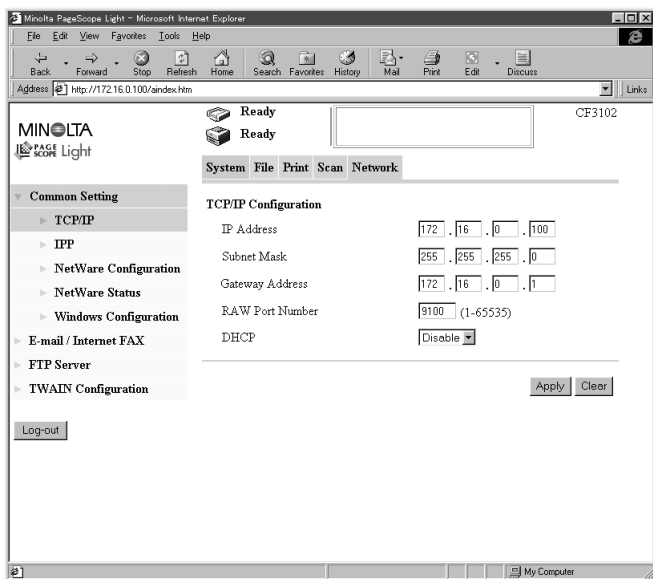 Minolta PageScope Light - Microsoft Internet Explorer
File Edit View Favorites Tools Help
Back Forward Stop Refresh Home Search Favorites History Mail Print Edit Discuss
Address http://172.16.0.100/aindex.htm Links
MINOLTA
PAGE SCOPE Light
Ready
Ready
CF3102
System File Print Scan Network
Common Setting
TCP/IP
IPP
NetWare Configuration
NetWare Status
Windows Configuration
E-mail / Internet FAX
FTP Server
TWAIN Configuration
Log-out
TCP/IP Configuration
IP Address 172 . 16 . 0 . 100
Subnet Mask 255 . 255 . 255 . 0
Gateway Address 172 . 16 . 0 . 1
RAW Port Number 9100 (1-65535)
DHCP Disable
Apply Clear
My Computer